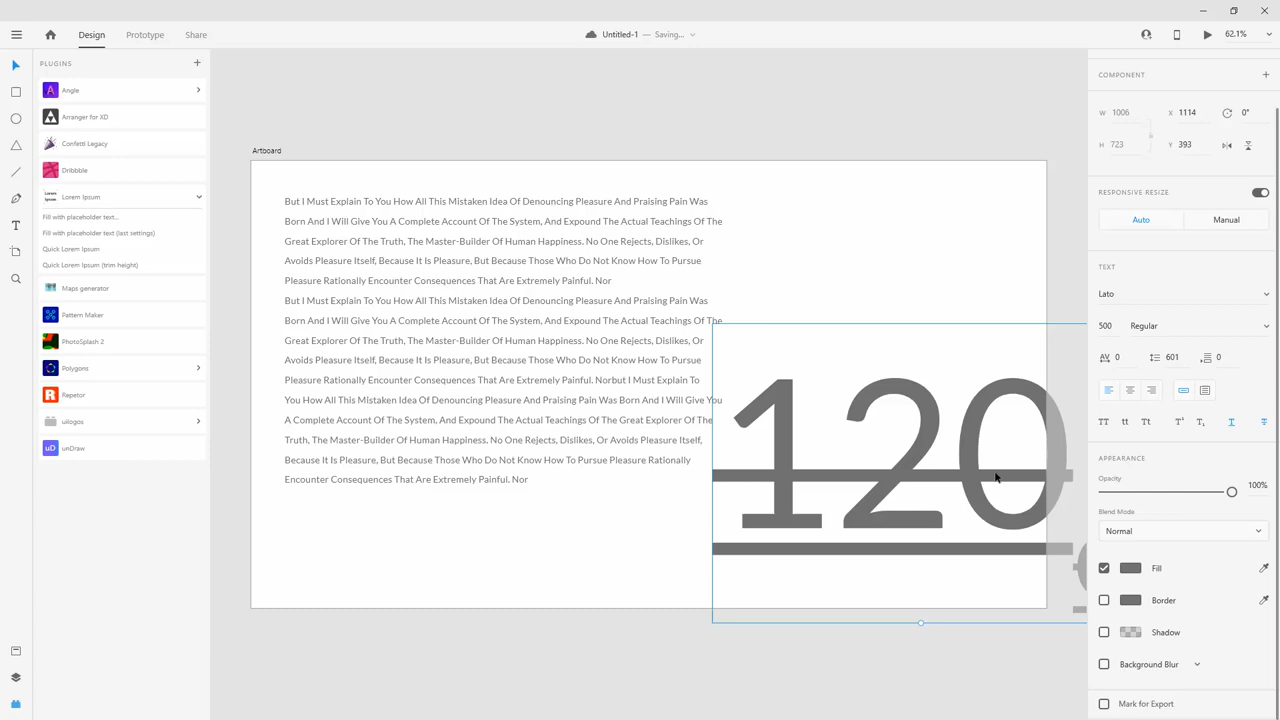 Design
Prototype
Share
Untitled-1 — Saving...
62.1%
PLUGINS
Angle
Arranger for XD
Confetti Legacy
Dribbble
Lorem Ipsum
Lorem Ipsum
Fill with placeholder text...
Fill with placeholder text (last settings)
Quick Lorem Ipsum
Quick Lorem Ipsum (trim height)
Maps generator
Pattern Maker
PhotoSplash 2
Polygons
Repetor
uilogos
uD unDraw
Artboard
But I Must Explain To You How All This Mistaken Idea Of Denouncing Pleasure And Praising Pain Was
Born And I Will Give You A Complete Account Of The System, And Expound The Actual Teachings Of The
Great Explorer Of The Truth, The Master-Builder Of Human Happiness. No One Rejects, Dislikes, Or
Avoids Pleasure Itself, Because It Is Pleasure, But Because Those Who Do Not Know How To Pursue
Pleasure Rationally Encounter Consequences That Are Extremely Painful. Nor
But I Must Explain To You How All This Mistaken Idea Of Denouncing Pleasure And Praising Pain Was
Born And I Will Give You A Complete Account Of The System, And Expound The Actual Teachings Of The
Great Explorer Of The Truth, The Master-Builder Of Human Happiness. No One Rejects, Dislikes, Or
Avoids Pleasure Itself, Because It Is Pleasure, But Because Those Who Do Not Know How To Pursue
Pleasure Rationally Encounter Consequences That Are Extremely Painful. Norbut I Must Explain To
You How All This Mistaken Idea Of Denouncing Pleasure And Praising Pain Was Born And I Will Give You
A Complete Account Of The System, And Expound The Actual Teachings Of The Great Explorer Of The
Truth, The Master-Builder Of Human Happiness. No One Rejects, Dislikes, Or Avoids Pleasure Itself,
Because It Is Pleasure, But Because Those Who Do Not Know How To Pursue Pleasure Rationally
Encounter Consequences That Are Extremely Painful. Nor
120
COMPONENT
W 1006 X 1114 0°
H 723 Y 393
RESPONSIVE RESIZE
Auto Manual
TEXT
Lato
500 Regular
AV 0 601 0
TT tt Tt T¹ T₁ T T
APPEARANCE
Opacity
100%
Blend Mode
Normal
Fill
Border
Shadow
Background Blur
Mark for Export